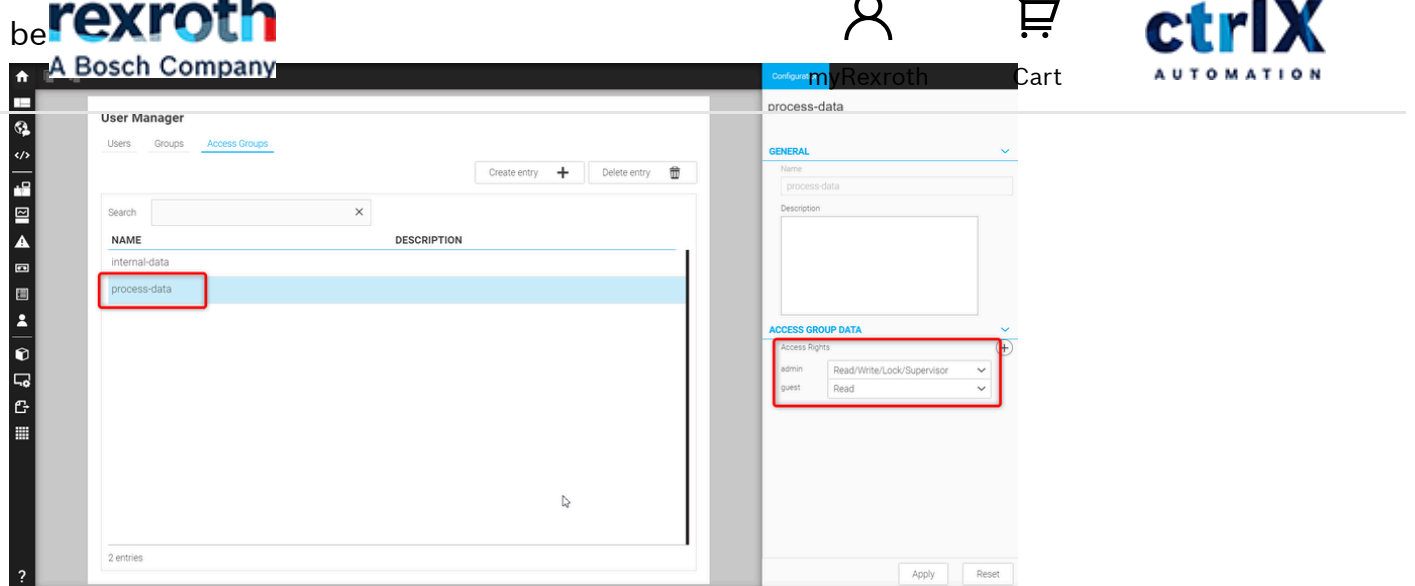 be
rexroth
A Bosch Company
myRexroth
Cart
ctrlX
AUTOMATION
User Manager
Users Groups Access Groups
Create entry Delete entry
Search
NAME DESCRIPTION
internal-data
process-data
2 entries
process-data
GENERAL
Name
process-data
Description
ACCESS GROUP DATA
Access Rights
admin Read/Write/Lock/Supervisor
guest Read
Apply Reset
?